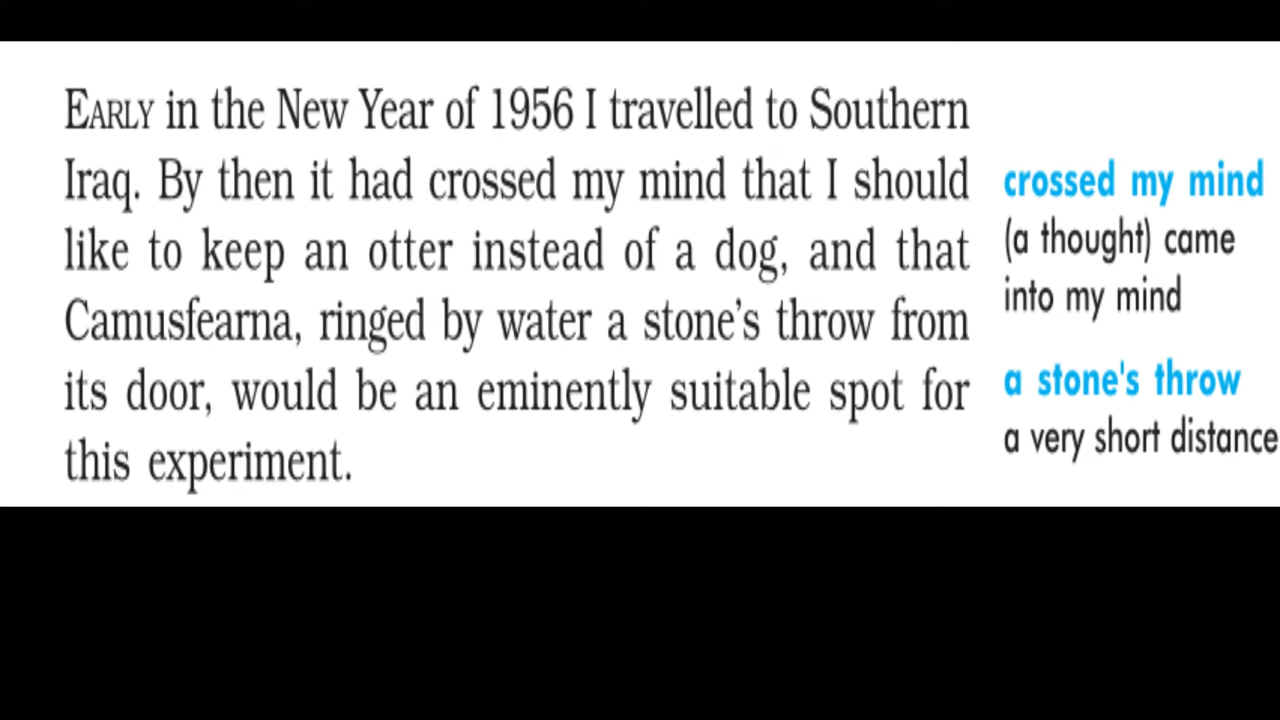 EARLY in the New Year of 1956 I travelled to Southern
Iraq. By then it had crossed my mind that I should
like to keep an otter instead of a dog, and that
Camusfearna, ringed by water a stone's throw from
its door, would be an eminently suitable spot for
this experiment.
crossed my mind
(a thought) came
into my mind
a stone's throw
a very short distance